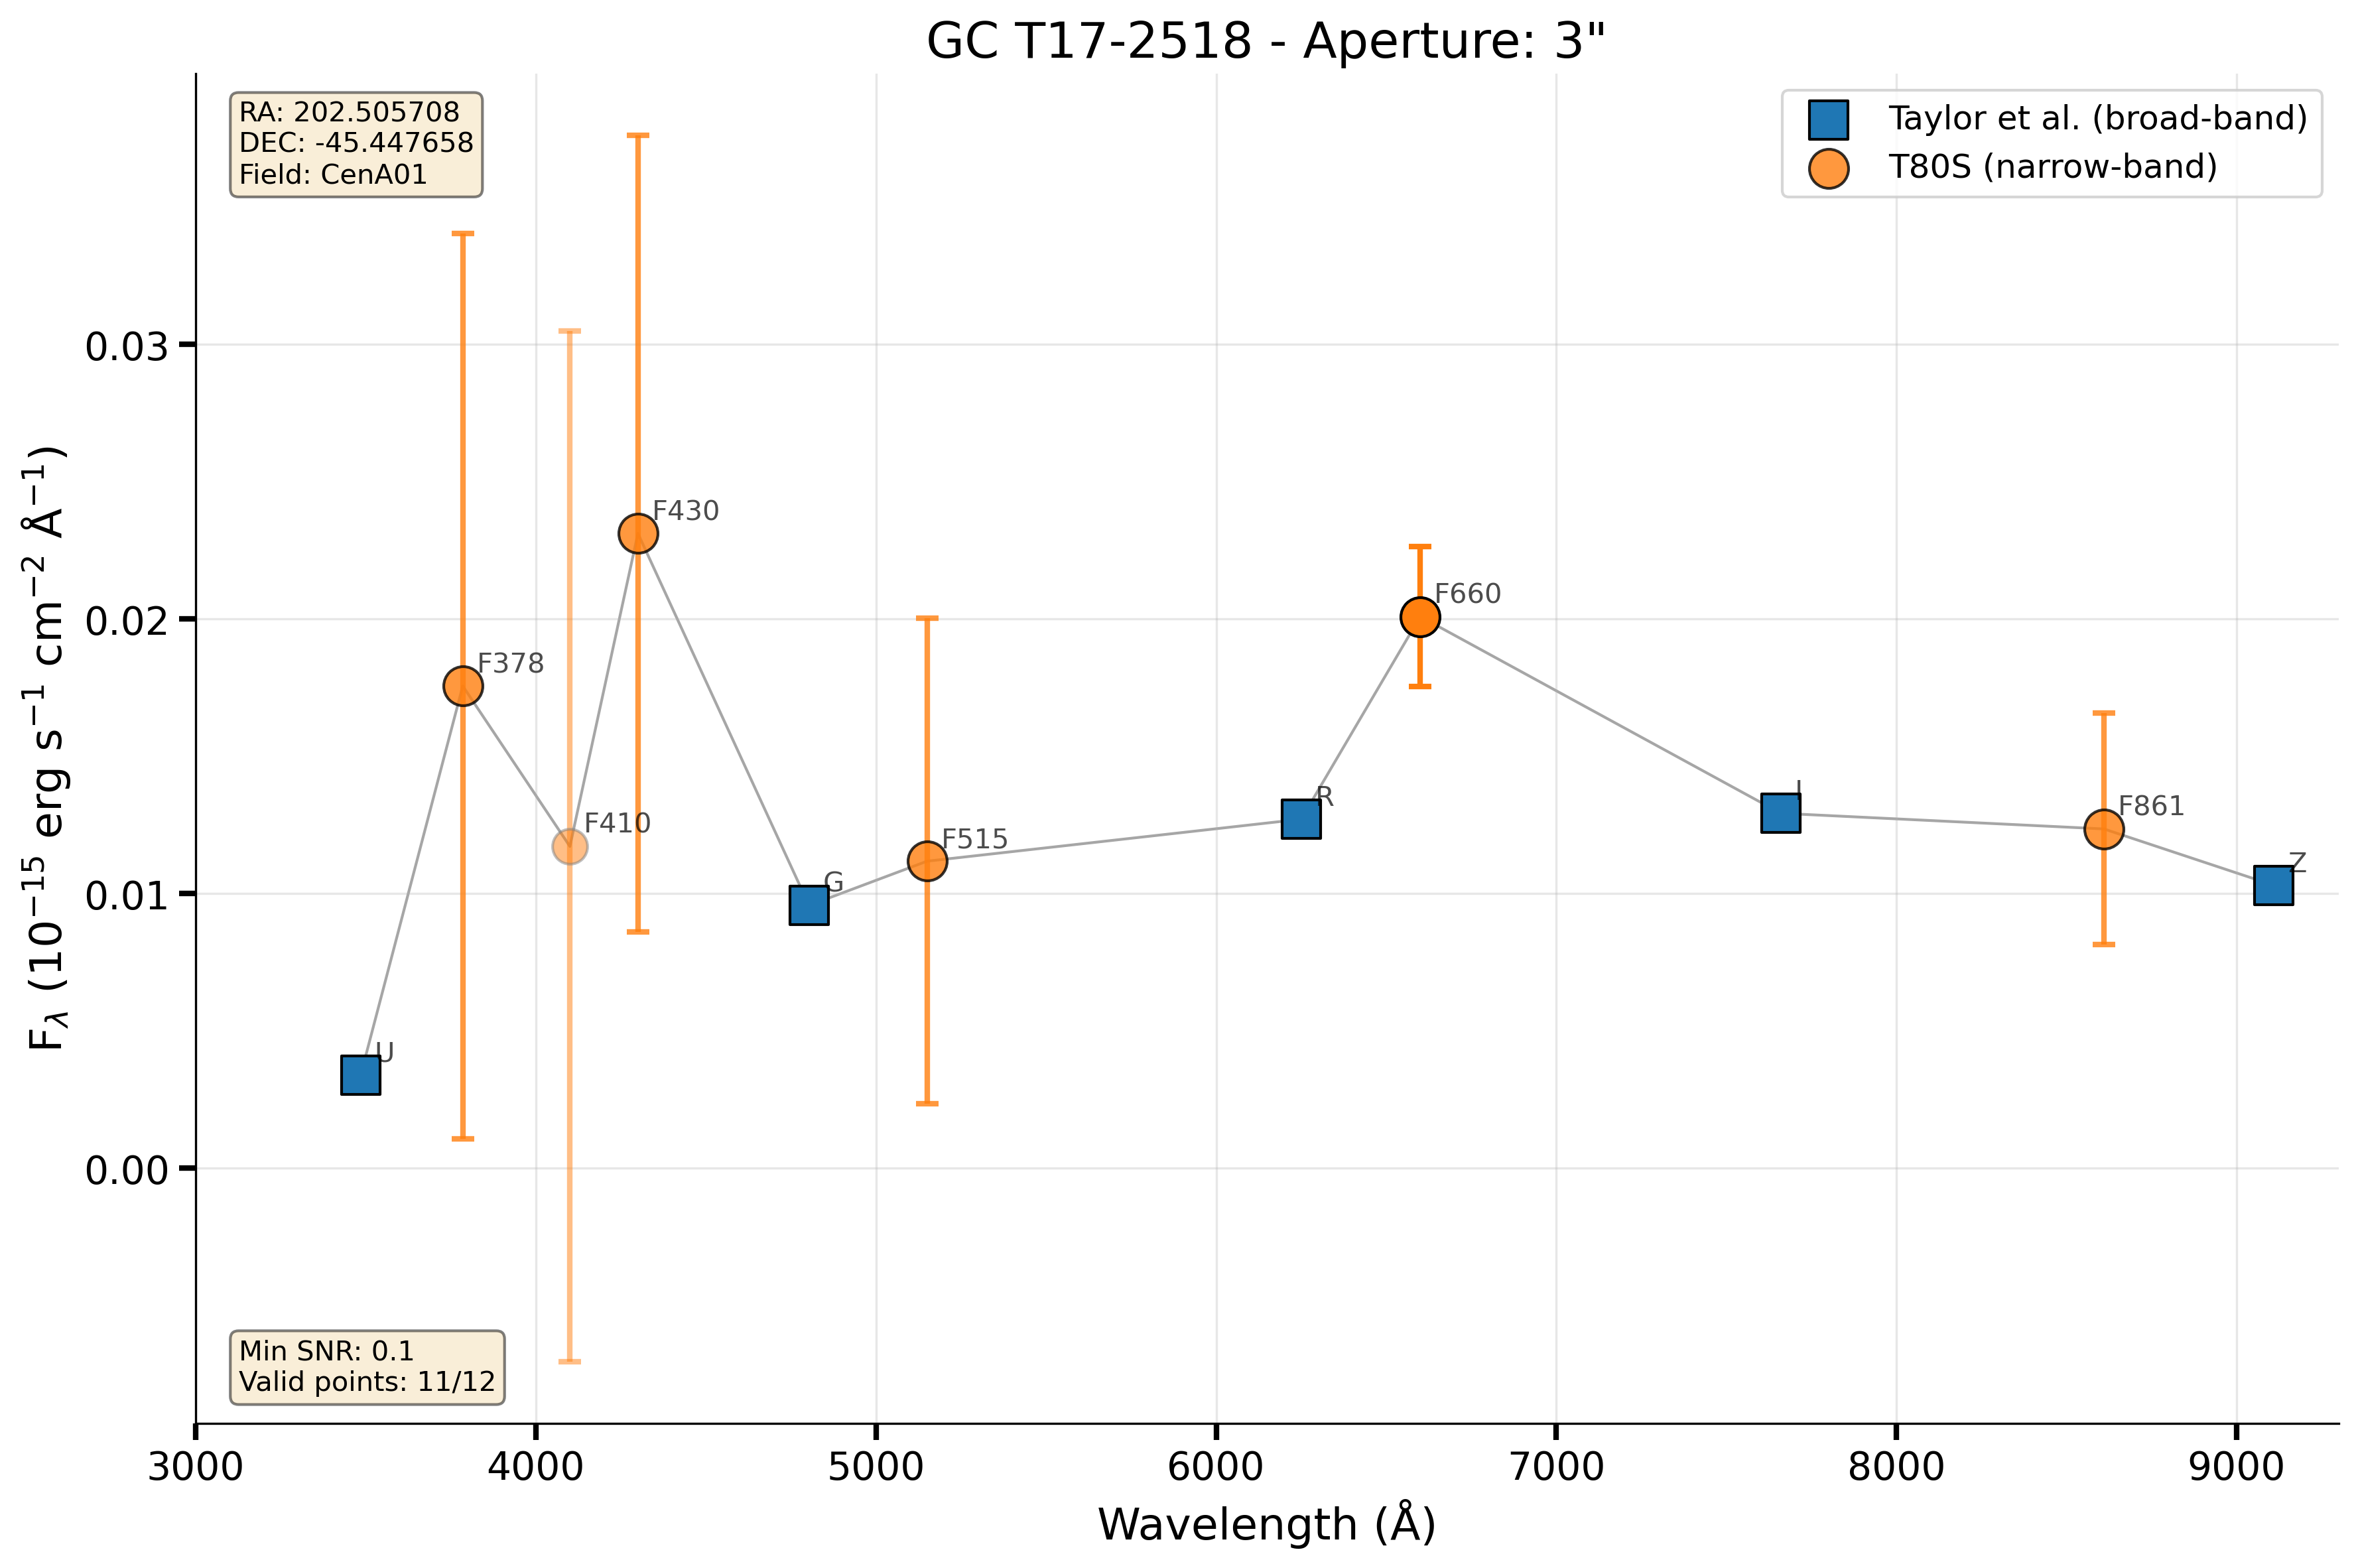 GC T17-2518 - Aperture: 3"
RA: 202.505708
DEC: -45.447658
Field: CenA01
Taylor et al. (broad-band)
T80S (narrow-band)
F430
F378
F410
F660
F515
F861
U
G
R
I
Z
0.03
0.02
0.01
0.00
F_λ (10⁻¹⁵ erg s⁻¹ cm⁻² Å⁻¹)
Min SNR: 0.1
Valid points: 11/12
3000 4000 5000 6000 7000 8000 9000
Wavelength (Å)